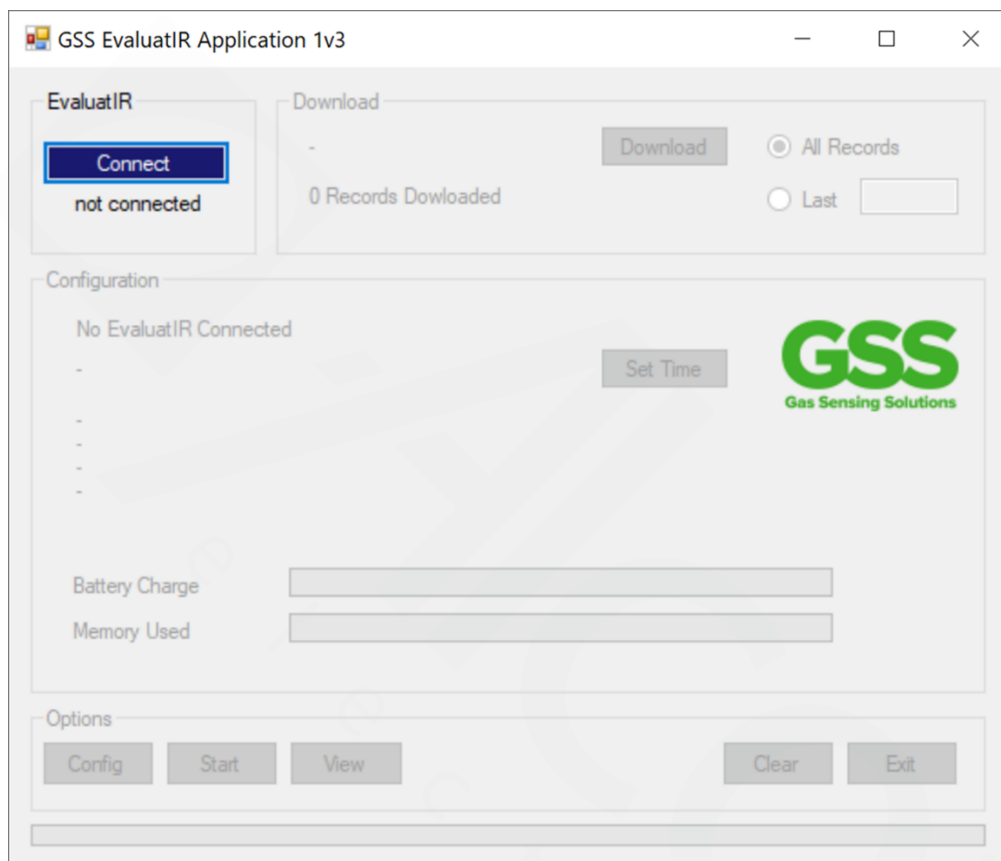 GSS EvaluatIR Application 1v3
EvaluatIR
Connect
not connected
Download
-
Download
All Records
0 Records Dowloaded
Last
Configuration
No EvaluatIR Connected
-
Set Time
GSS
Gas Sensing Solutions
-
-
-
-
Battery Charge
Memory Used
Options
Config
Start
View
Clear
Exit